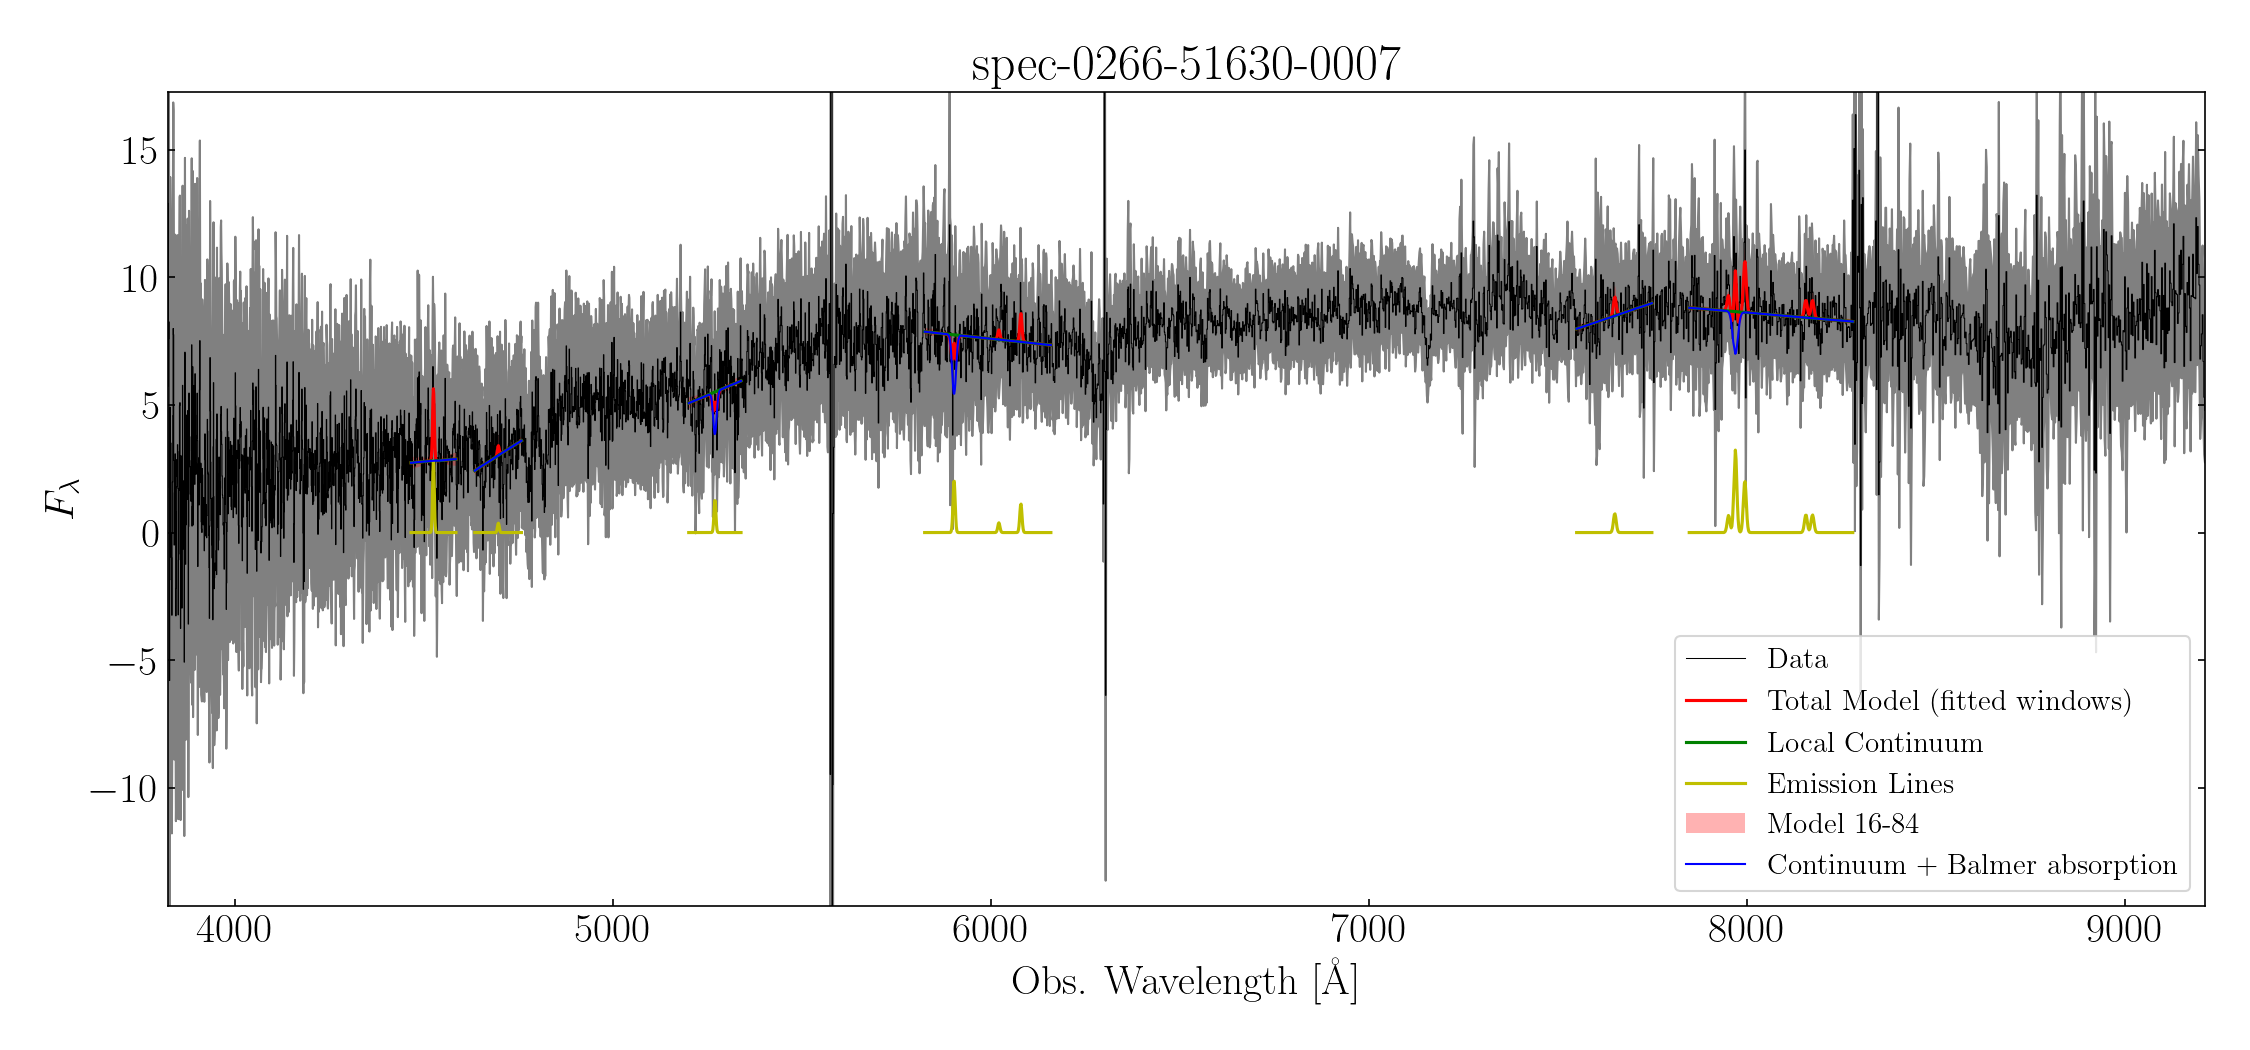 spec-0266-51630-0007
15
10
5
0
−5
−10
F_λ
4000 5000 6000 7000 8000 9000
Obs. Wavelength [Å]
Data
Total Model (fitted windows)
Local Continuum
Emission Lines
Model 16-84
Continuum + Balmer absorption